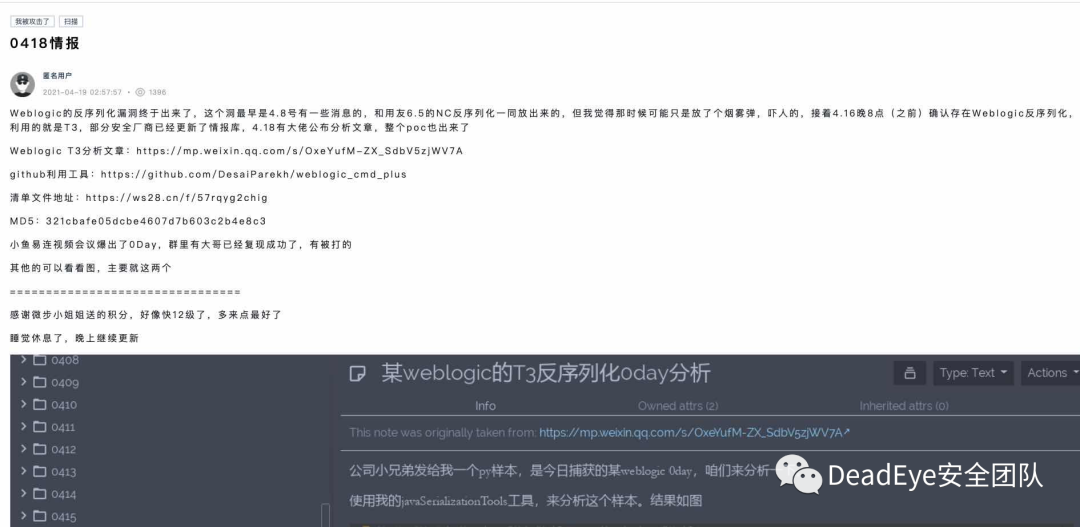 我被攻击了 扫描
0418情报
匿名用户
2021-04-19 02:57:57 · 1396
Weblogic的反序列化漏洞终于出来了，这个洞最早是4.8号有一些消息的，和用友6.5的NC反序列化一同放出来的，但我觉得那时候可能只是放了个烟雾弹，吓人的，接着4.16晚8点（之前）确认存在Weblogic反序列化，
利用的就是T3，部分安全厂商已经更新了情报库，4.18有大佬公布分析文章，整个poc也出来了
Weblogic T3分析文章：https://mp.weixin.qq.com/s/OxeYufM-ZX_SdbV5zjWV7A
github利用工具：https://github.com/DesaiParekh/weblogic_cmd_plus
清单文件地址：https://ws28.cn/f/57rqyg2chig
MD5：321cbafe05dcbe4607d7b603c2b4e8c3
小鱼易连视频会议爆出了0Day，群里有大哥已经复现成功了，有被打的
其他的可以看看图，主要就这两个
================================
感谢微步小姐姐送的积分，好像快12级了，多来点最好了
睡觉休息了，晚上继续更新
0408
0409
0410
0411
0412
0413
0414
0415
某weblogic的T3反序列化0day分析
Type: Text Actions
Info Owned attrs (2) Inherited attrs (0)
This note was originally taken from: https://mp.weixin.qq.com/s/OxeYufM-ZX_SdbV5zjWV7A
公司小兄弟发给我一个py样本，是今日捕获的某weblogic 0day，咱们来分析一
使用我的javaSerializationTools工具，来分析这个样本。结果如图
DeadEye安全团队